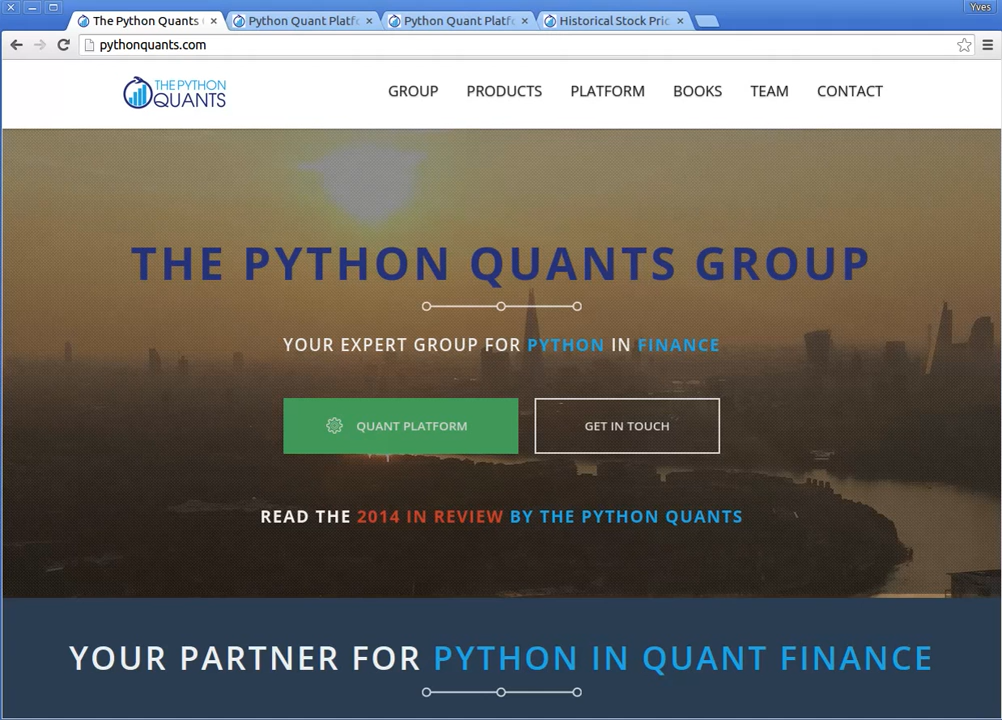 Yves
The Python Quants
Python Quant Platf
Python Quant Platf
Historical Stock Pric
pythonquants.com
THE PYTHON
QUANTS
GROUP PRODUCTS PLATFORM BOOKS TEAM CONTACT
THE PYTHON QUANTS GROUP
YOUR EXPERT GROUP FOR PYTHON IN FINANCE
QUANT PLATFORM
GET IN TOUCH
READ THE 2014 IN REVIEW BY THE PYTHON QUANTS
YOUR PARTNER FOR PYTHON IN QUANT FINANCE